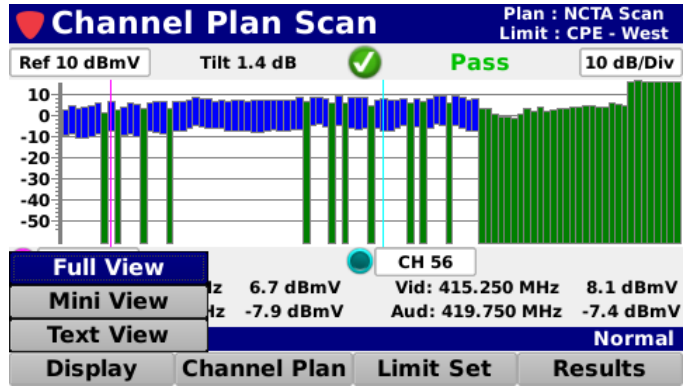 Channel Plan Scan
Plan : NCTA Scan
Limit : CPE - West
Ref 10 dBmV
Tilt 1.4 dB
Pass
10 dB/Div
10
0
-10
-20
-30
-40
-50
CH 56
Full View
Mini View
Text View
Hz 6.7 dBmV
Hz -7.9 dBmV
Vid: 415.250 MHz 8.1 dBmV
Aud: 419.750 MHz -7.4 dBmV
Normal
Display
Channel Plan
Limit Set
Results